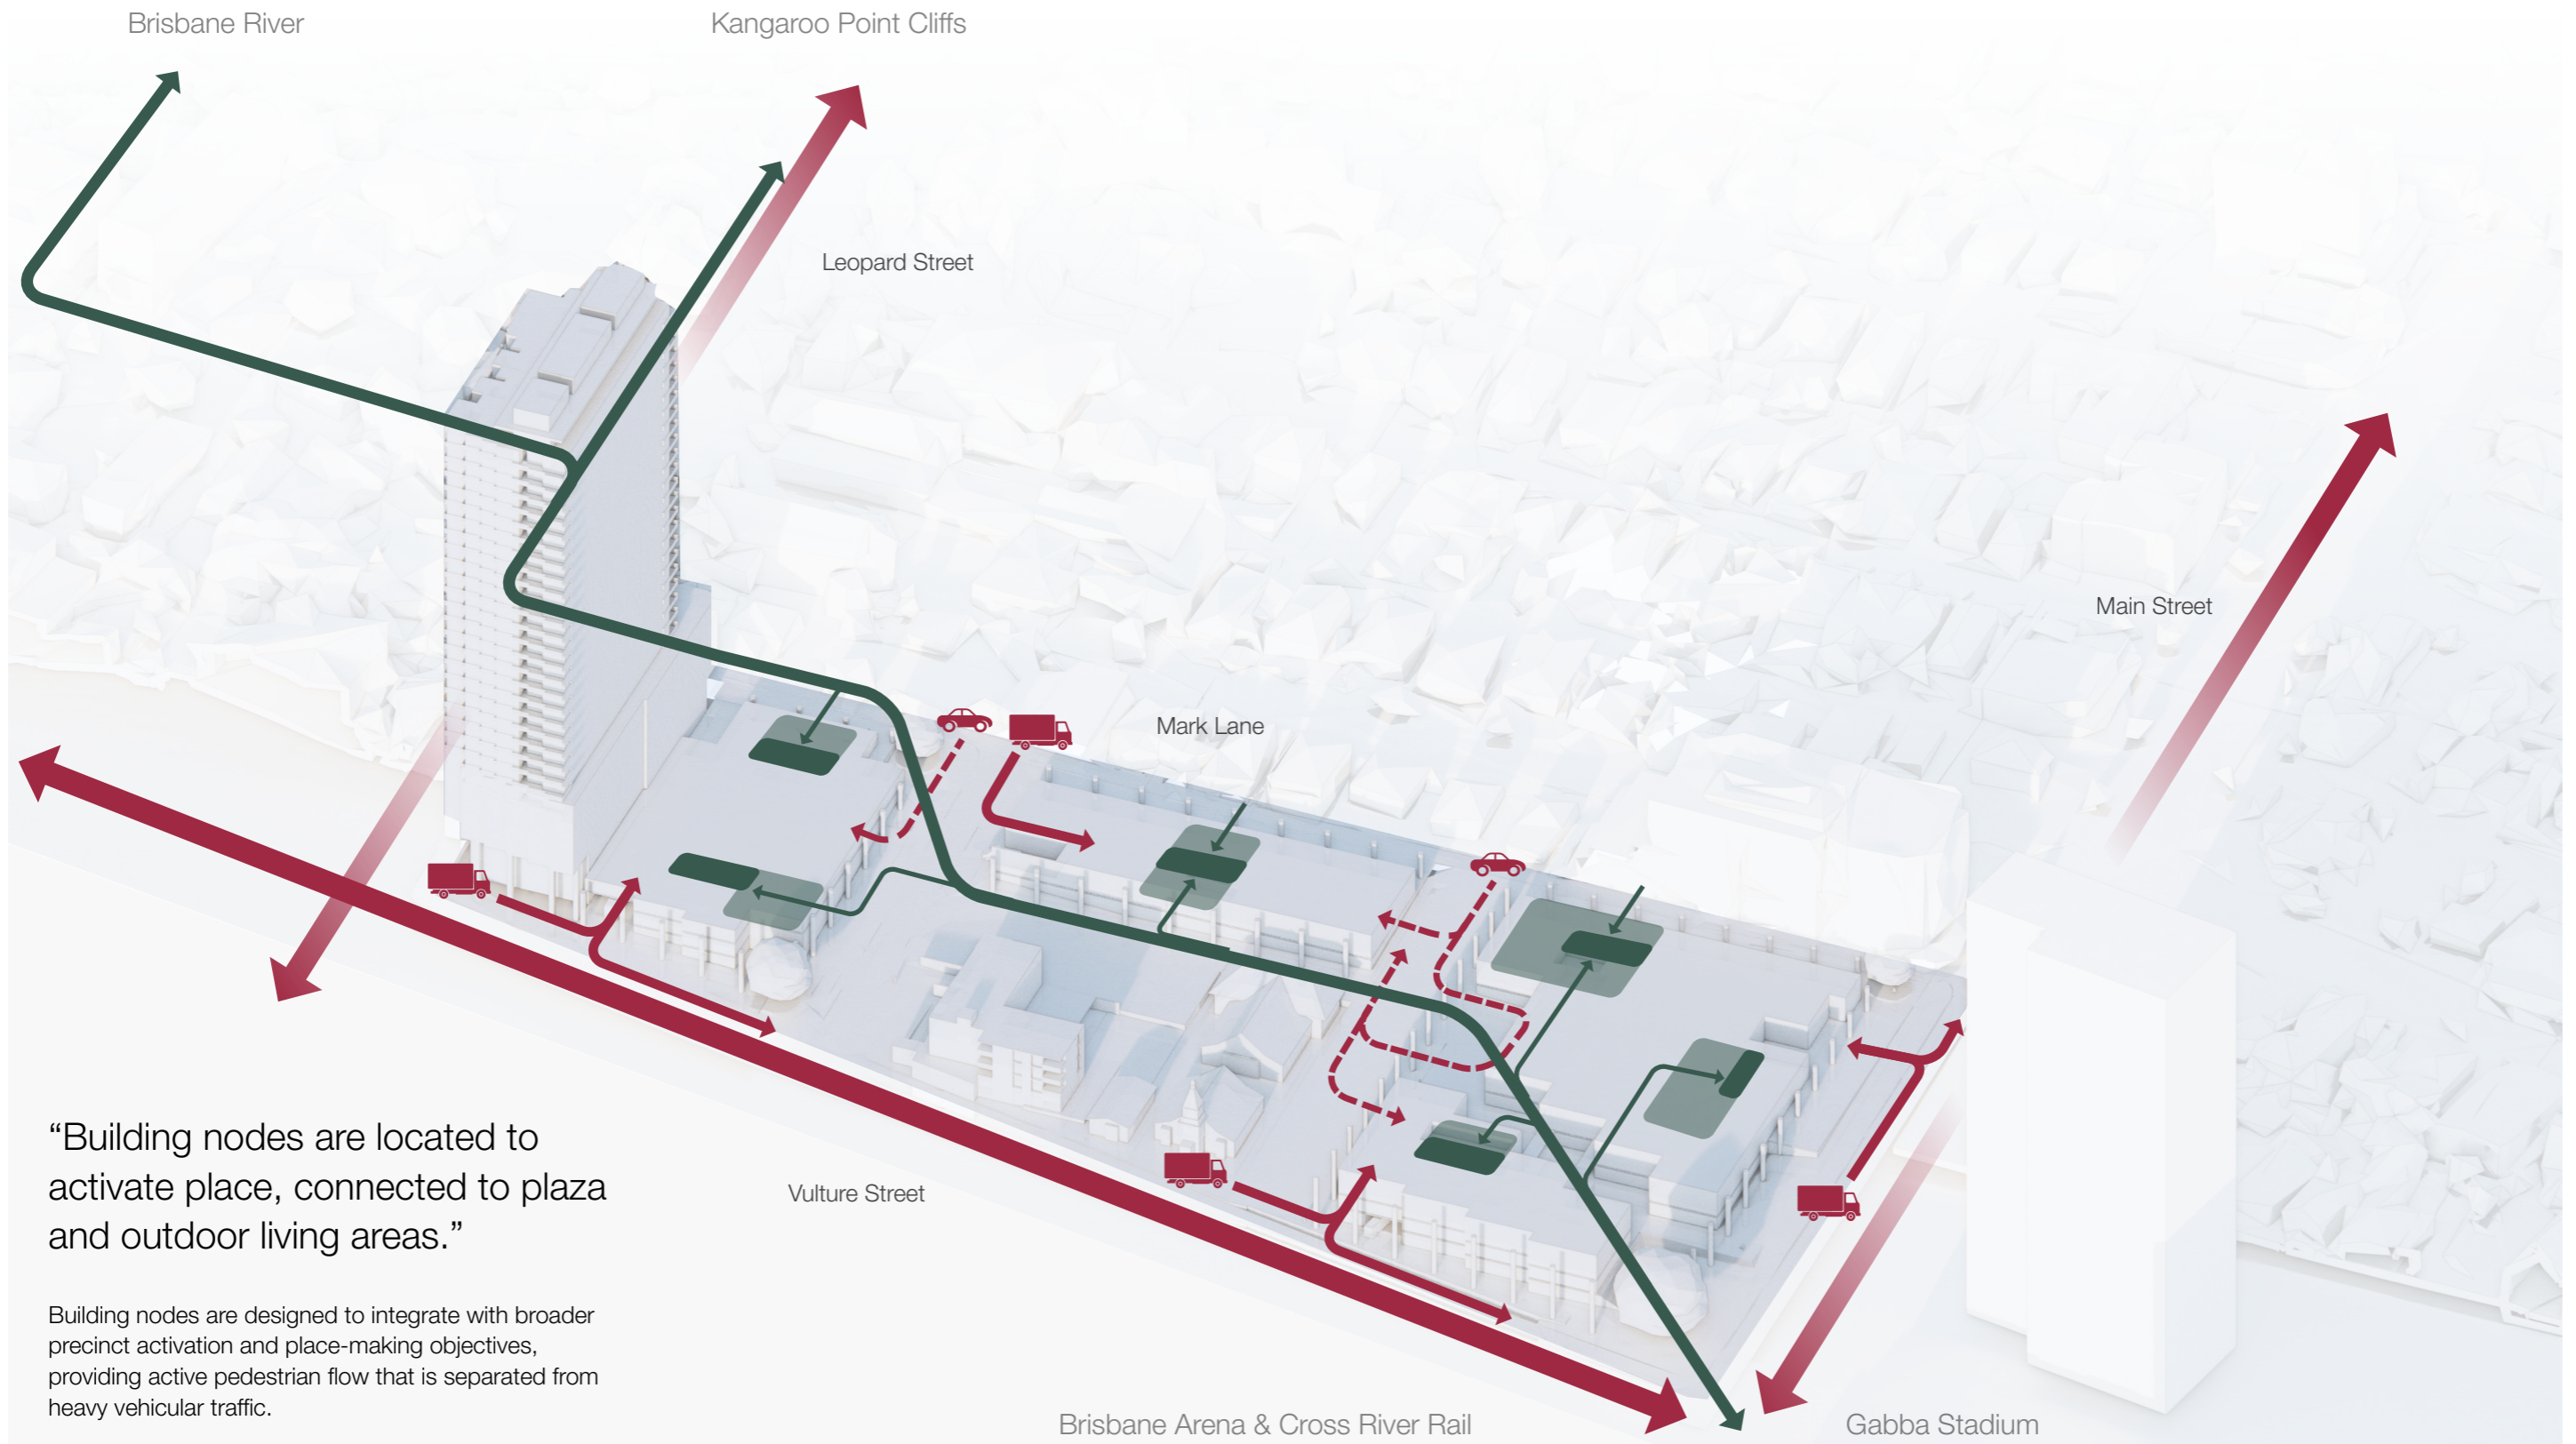 Brisbane River
Kangaroo Point Cliffs
Leopard Street
Main Street
Mark Lane
Vulture Street
“Building nodes are located to
activate place, connected to plaza
and outdoor living areas.”
Building nodes are designed to integrate with broader
precinct activation and place-making objectives,
providing active pedestrian flow that is separated from
heavy vehicular traffic.
Brisbane Arena & Cross River Rail
Gabba Stadium